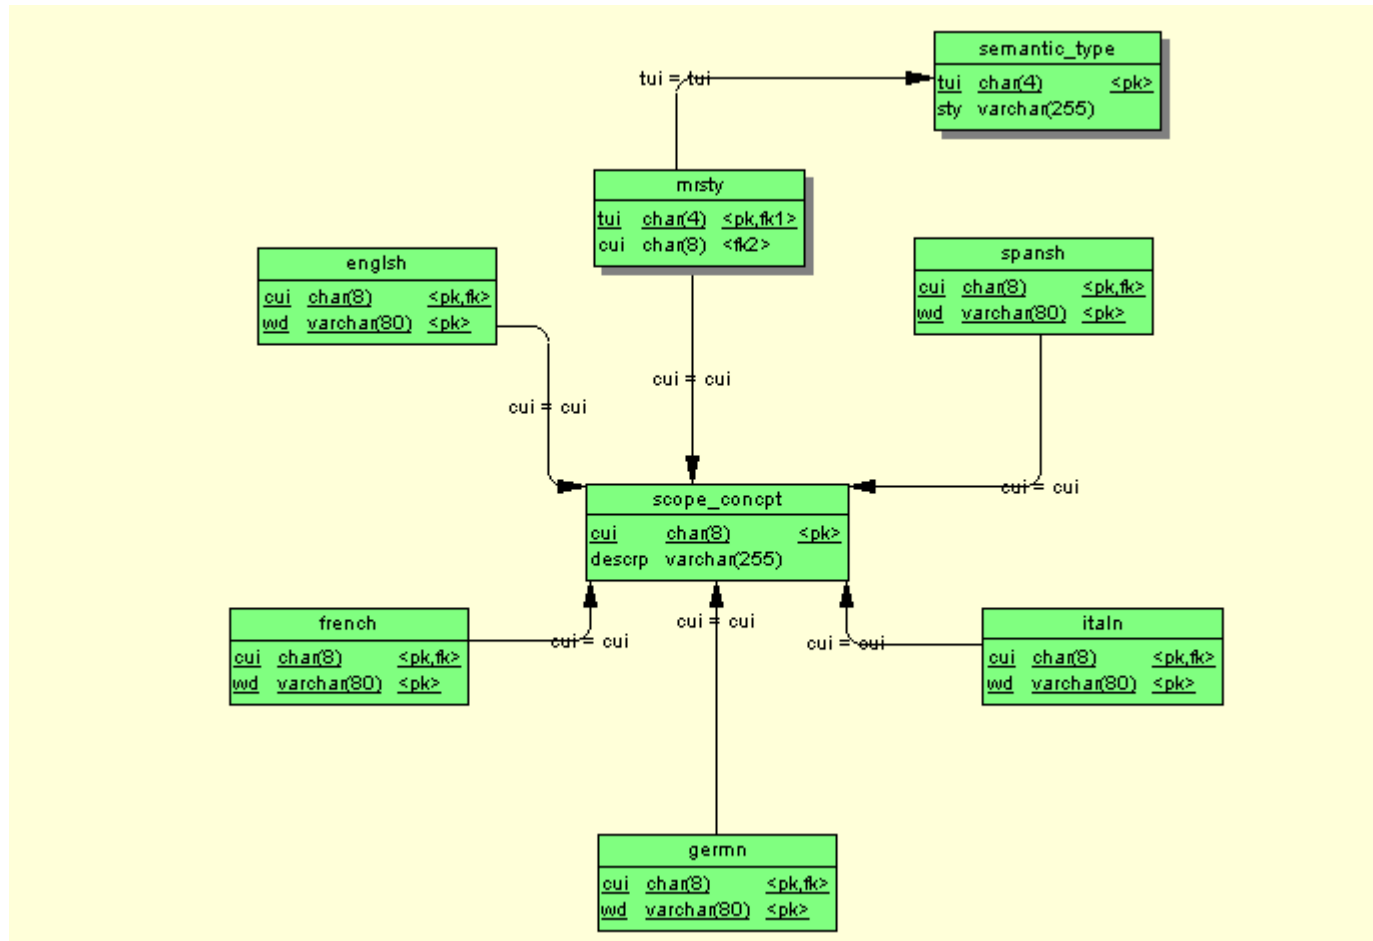 semantic_type
tui char(4) <pk>
sty varchar(255)
tui = tui
mrsty
tui char(4) <pk,fk1>
cui char(8) <fk2>
englsh
cui char(8) <pk,fk>
wd varchar(80) <pk>
spansh
cui char(8) <pk,fk>
wd varchar(80) <pk>
cui = cui
cui = cui
cui = cui
scope_concpt
cui char(8) <pk>
descrp varchar(255)
french
cui char(8) <pk,fk>
wd varchar(80) <pk>
cui = cui
cui = cui
cui = cui
italn
cui char(8) <pk,fk>
wd varchar(80) <pk>
germn
cui char(8) <pk,fk>
wd varchar(80) <pk>